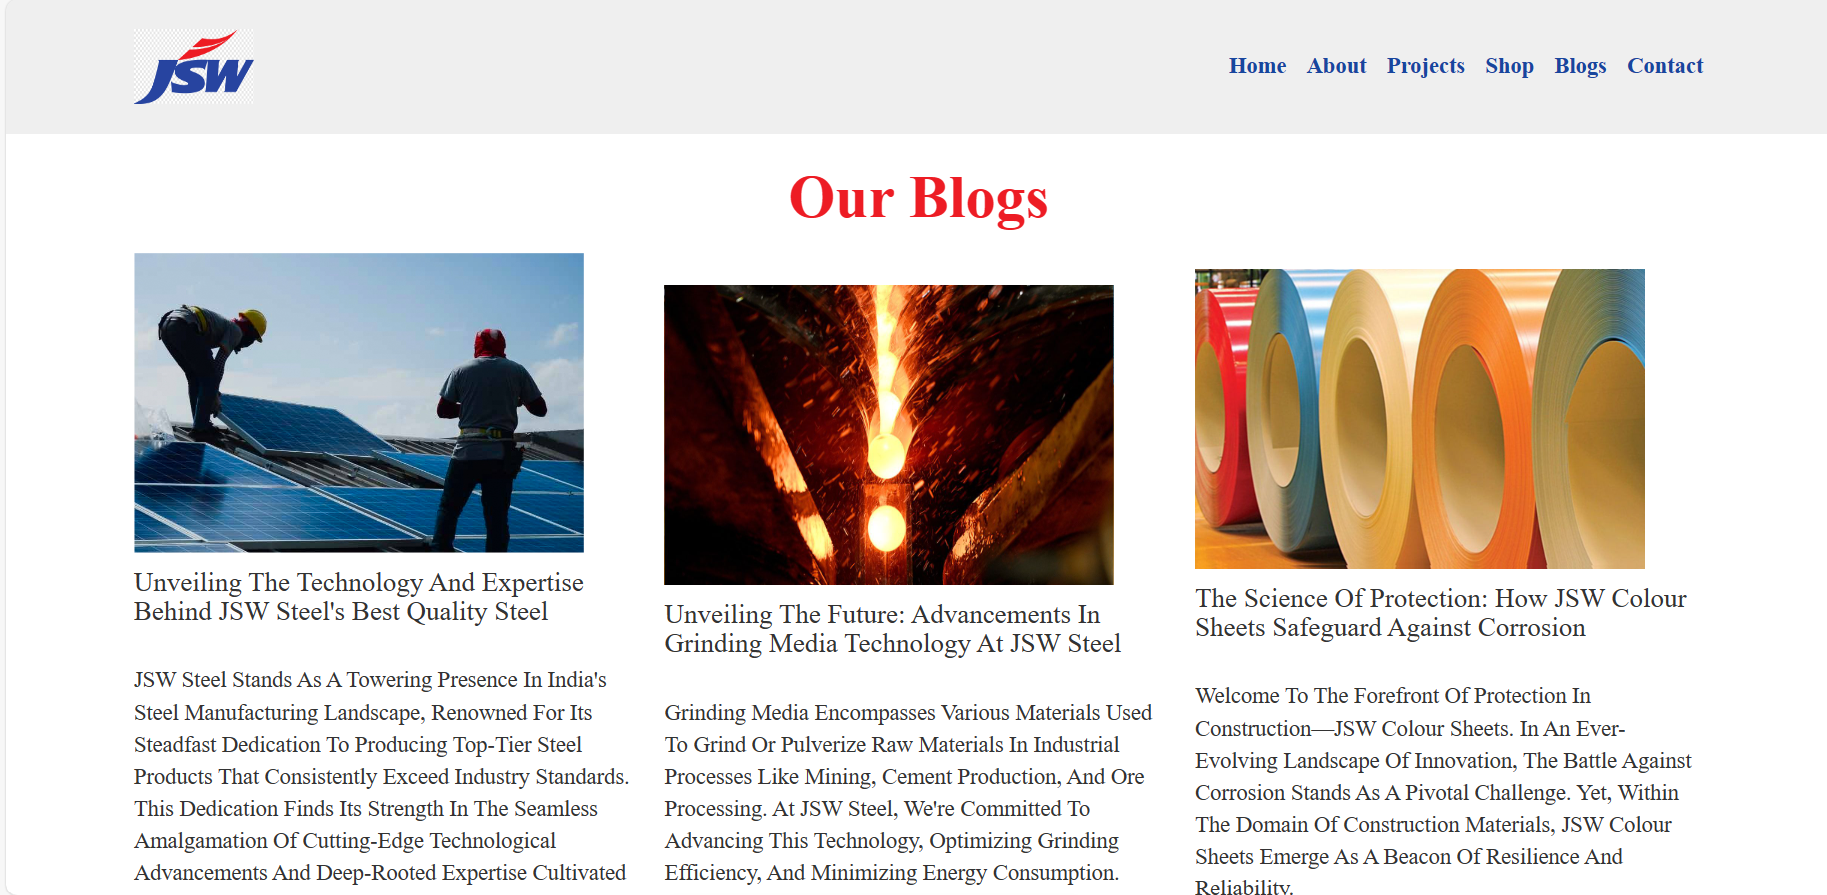 JSW
Home About Projects Shop Blogs Contact
Our Blogs
Unveiling The Technology And Expertise
Behind JSW Steel's Best Quality Steel
JSW Steel Stands As A Towering Presence In India's
Steel Manufacturing Landscape, Renowned For Its
Steadfast Dedication To Producing Top-Tier Steel
Products That Consistently Exceed Industry Standards.
This Dedication Finds Its Strength In The Seamless
Amalgamation Of Cutting-Edge Technological
Advancements And Deep-Rooted Expertise Cultivated
Unveiling The Future: Advancements In
Grinding Media Technology At JSW Steel
Grinding Media Encompasses Various Materials Used
To Grind Or Pulverize Raw Materials In Industrial
Processes Like Mining, Cement Production, And Ore
Processing. At JSW Steel, We're Committed To
Advancing This Technology, Optimizing Grinding
Efficiency, And Minimizing Energy Consumption.
The Science Of Protection: How JSW Colour
Sheets Safeguard Against Corrosion
Welcome To The Forefront Of Protection In
Construction—JSW Colour Sheets. In An Ever-
Evolving Landscape Of Innovation, The Battle Against
Corrosion Stands As A Pivotal Challenge. Yet, Within
The Domain Of Construction Materials, JSW Colour
Sheets Emerge As A Beacon Of Resilience And
Reliability.